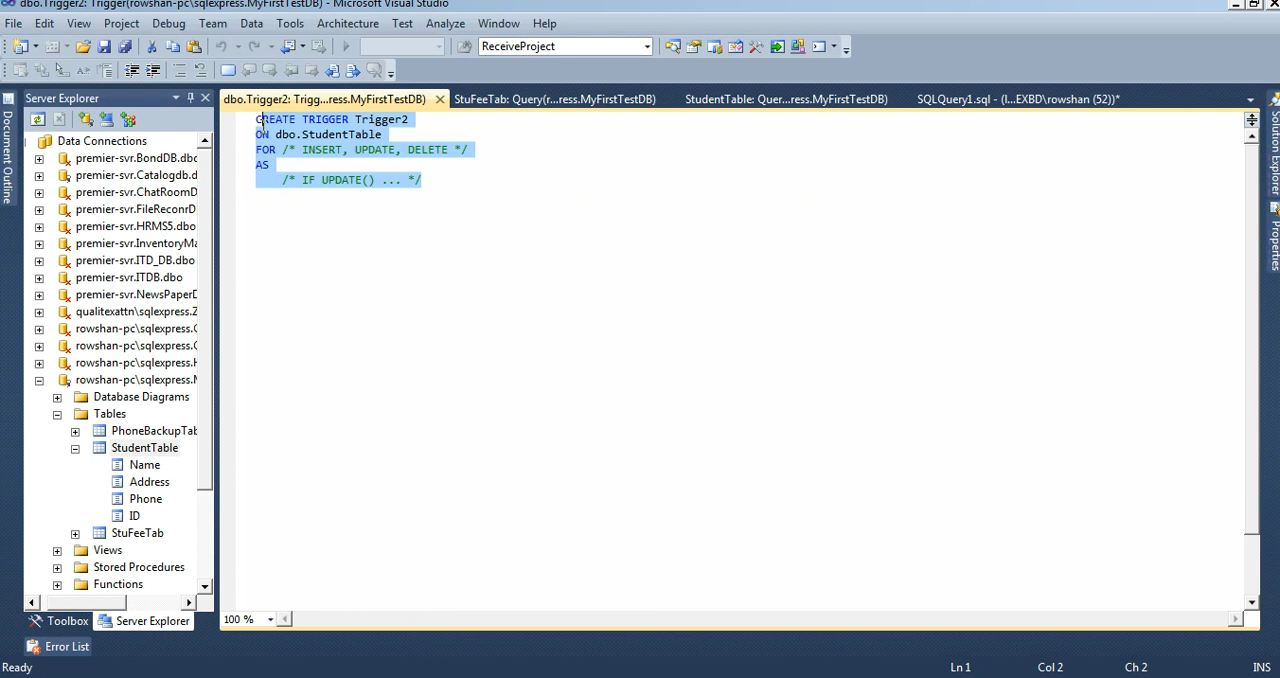 dbo.Trigger2: Trigger(rowshan-pc\sqlexpress.MyFirstTestDB) - Microsoft Visual Studio
File Edit View Project Debug Team Data Tools Architecture Test Analyze Window Help
ReceiveProject
Server Explorer
dbo.Trigger2: Trigg...ress.MyFirstTestDB)
StuFeeTab: Query(r...ress.MyFirstTestDB)
StudentTable: Quer...ress.MyFirstTestDB)
SQLQuery1.sql - (l...EXBD\rowshan (52))*
Document Outline
Data Connections
premier-svr.BondDB.dbo
premier-svr.Catalogdb.d
premier-svr.ChatRoomD
premier-svr.FileReconrD
premier-svr.HRMS5.dbo
premier-svr.InventoryMa
premier-svr.ITD_DB.dbo
premier-svr.ITDB.dbo
premier-svr.NewsPaperD
qualitexattn\sqlexpress.Z
rowshan-pc\sqlexpress.
rowshan-pc\sqlexpress.
rowshan-pc\sqlexpress.
rowshan-pc\sqlexpress.
Database Diagrams
Tables
PhoneBackupTab
StudentTable
Name
Address
Phone
ID
StuFeeTab
Views
Stored Procedures
Functions
CREATE TRIGGER Trigger2
ON dbo.StudentTable
FOR /* INSERT, UPDATE, DELETE */
AS
/* IF UPDATE() ... */
Solution Explorer
Properties
100 %
Toolbox Server Explorer
Error List
Ready Ln 1 Col 2 Ch 2 INS